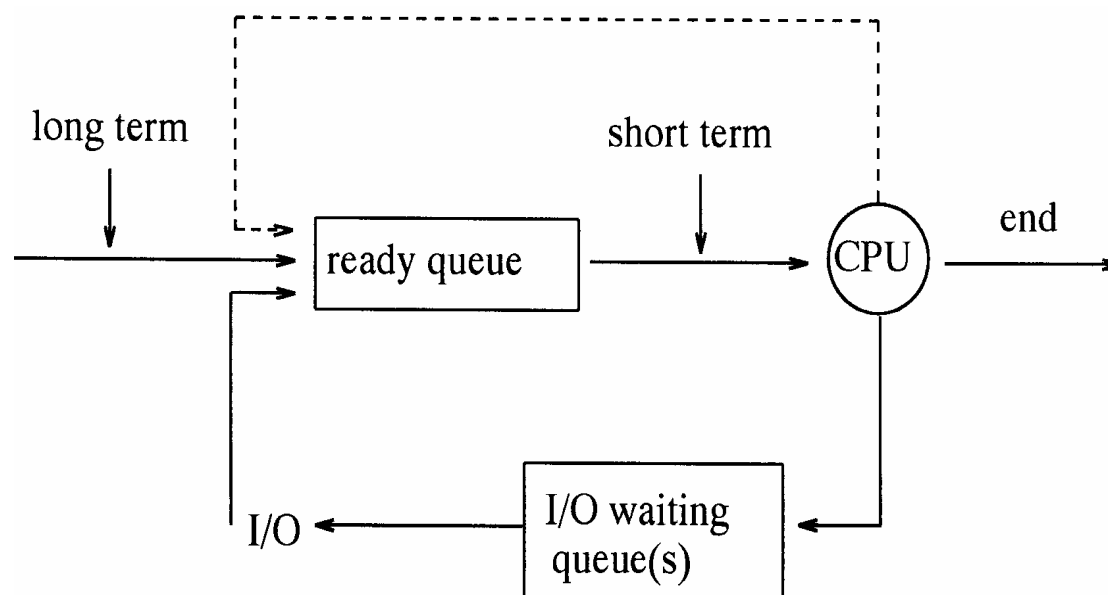 long term
short term
end
ready queue
CPU
I/O
I/O waiting
queue(s)